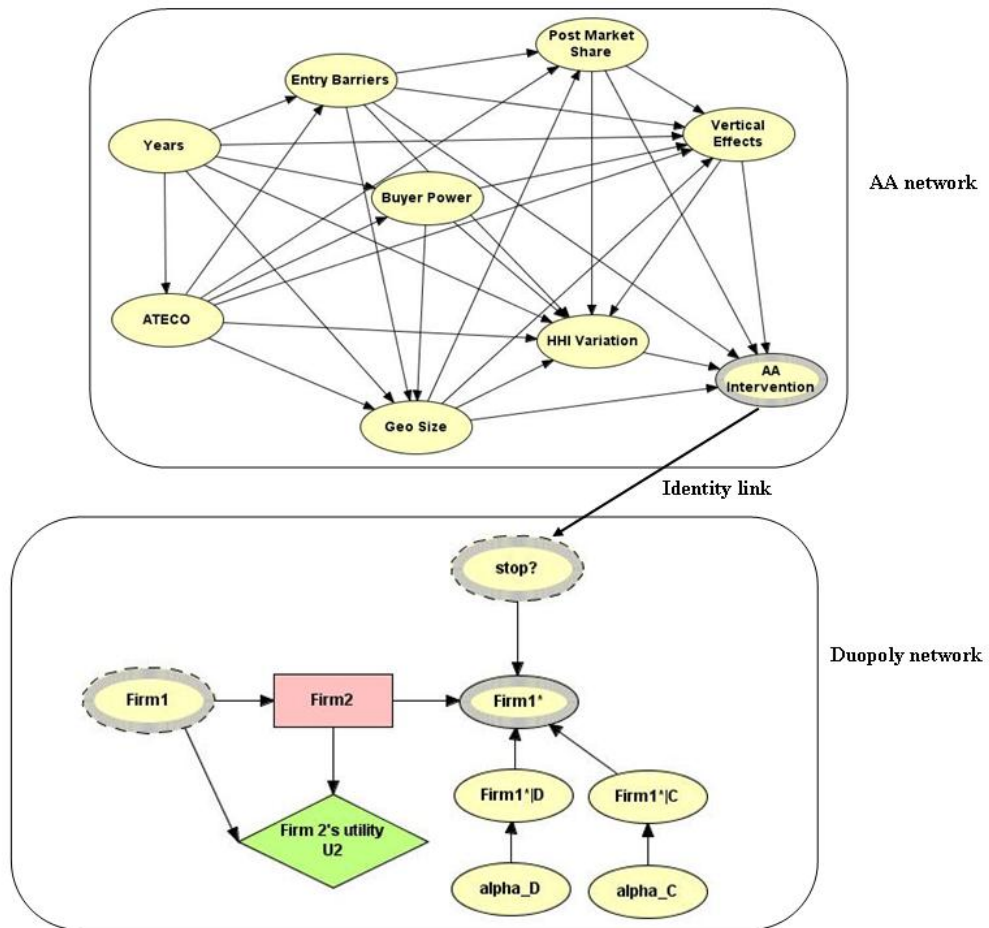 Post Market
Share
Entry Barriers
Vertical
Effects
Years
AA network
Buyer Power
ATECO
HHI Variation
AA
Intervention
Geo Size
Identity link
stop?
Duopoly network
Firm1
Firm2
Firm1*
Firm1*|D
Firm1*|C
Firm 2's utility
U2
alpha_D
alpha_C